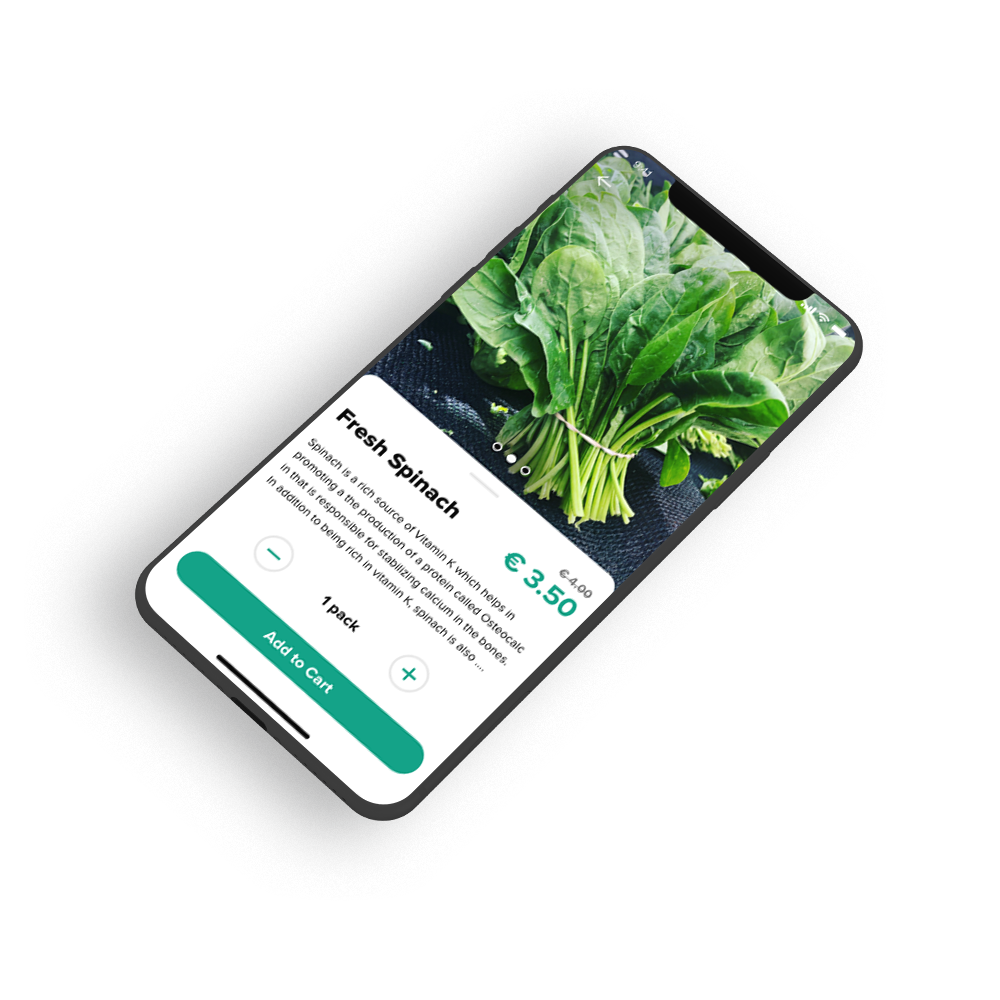 9:41
Fresh Spinach
€ 4.00
€ 3.50
Spinach is a rich source of Vitamin K which helps in
promoting a the production of a protein called Osteocalc
in that is responsible for stabilizing calcium in the bones.
In addition to being rich in vitamin K, spinach is also ....
1 pack
Add to Cart